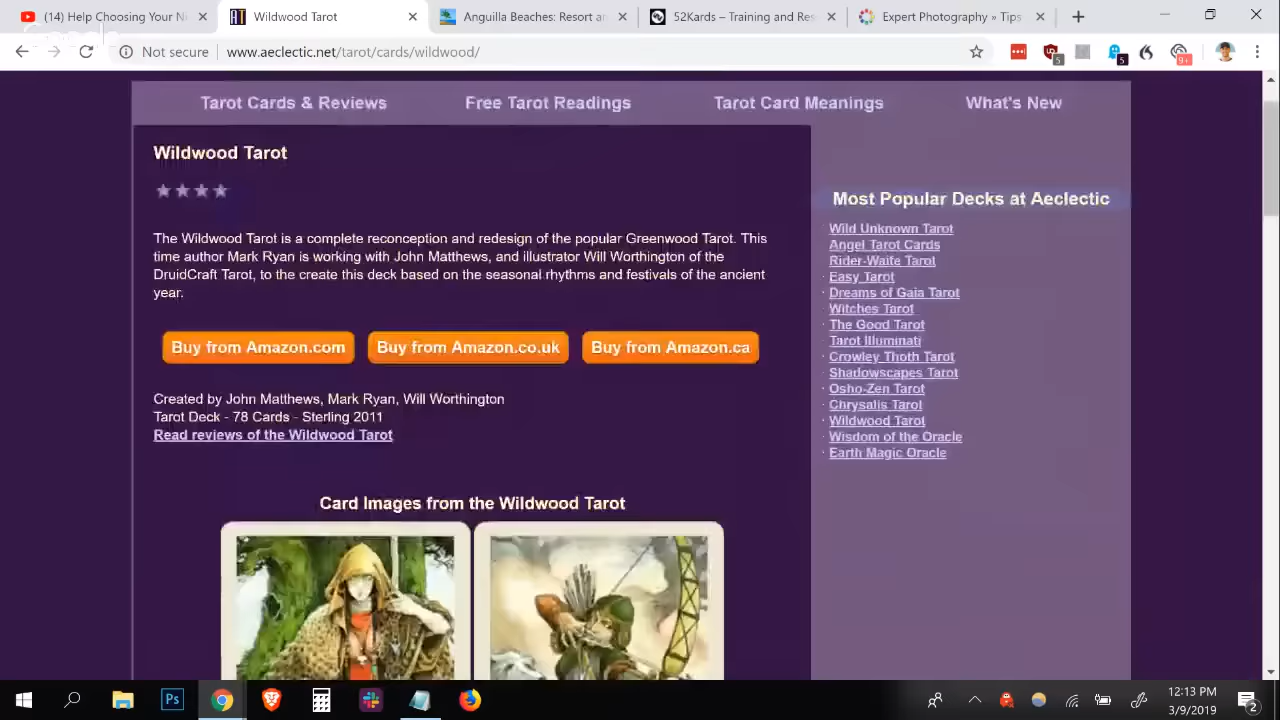 (14) Help Choosing Your Ni
Wildwood Tarot
Anguilla Beaches: Resort ar
52Kards – Training and Res
Expert Photography » Tips
Not secure
www.aeclectic.net/tarot/cards/wildwood/
5
5
9+
Tarot Cards & Reviews
Free Tarot Readings
Tarot Card Meanings
What's New
Wildwood Tarot
The Wildwood Tarot is a complete reconception and redesign of the popular Greenwood Tarot. This
time author Mark Ryan is working with John Matthews, and illustrator Will Worthington of the
DruidCraft Tarot, to the create this deck based on the seasonal rhythms and festivals of the ancient
year.
Buy from Amazon.com
Buy from Amazon.co.uk
Buy from Amazon.ca
Created by John Matthews, Mark Ryan, Will Worthington
Tarot Deck - 78 Cards - Sterling 2011
Read reviews of the Wildwood Tarot
Card Images from the Wildwood Tarot
Most Popular Decks at Aeclectic
Wild Unknown Tarot
Angel Tarot Cards
Rider-Waite Tarot
· Easy Tarot
· Dreams of Gaia Tarot
· Witches Tarot
· The Good Tarot
· Tarot Illuminati
· Crowley Thoth Tarot
· Shadowscapes Tarot
· Osho-Zen Tarot
· Chrysalis Tarot
· Wildwood Tarot
· Wisdom of the Oracle
· Earth Magic Oracle
Ps
12:13 PM
3/9/2019
2